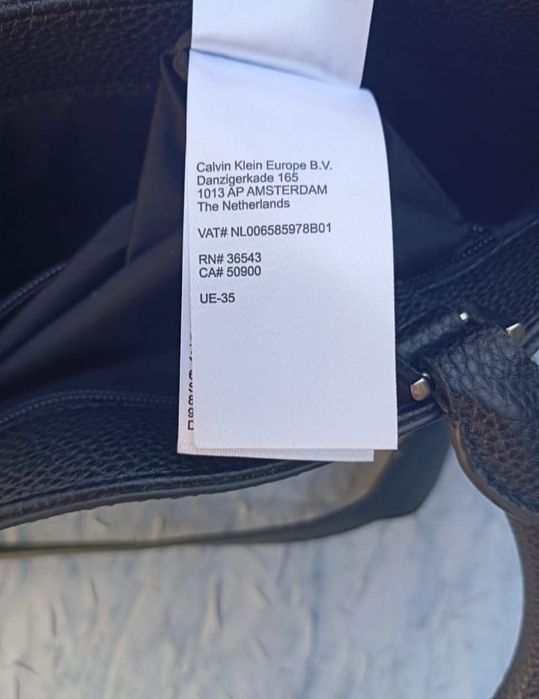 Calvin Klein Europe B.V.
Danzigerkade 165
1013 AP AMSTERDAM
The Netherlands
VAT# NL006585978B01
RN# 36543
CA# 50900
UE-35